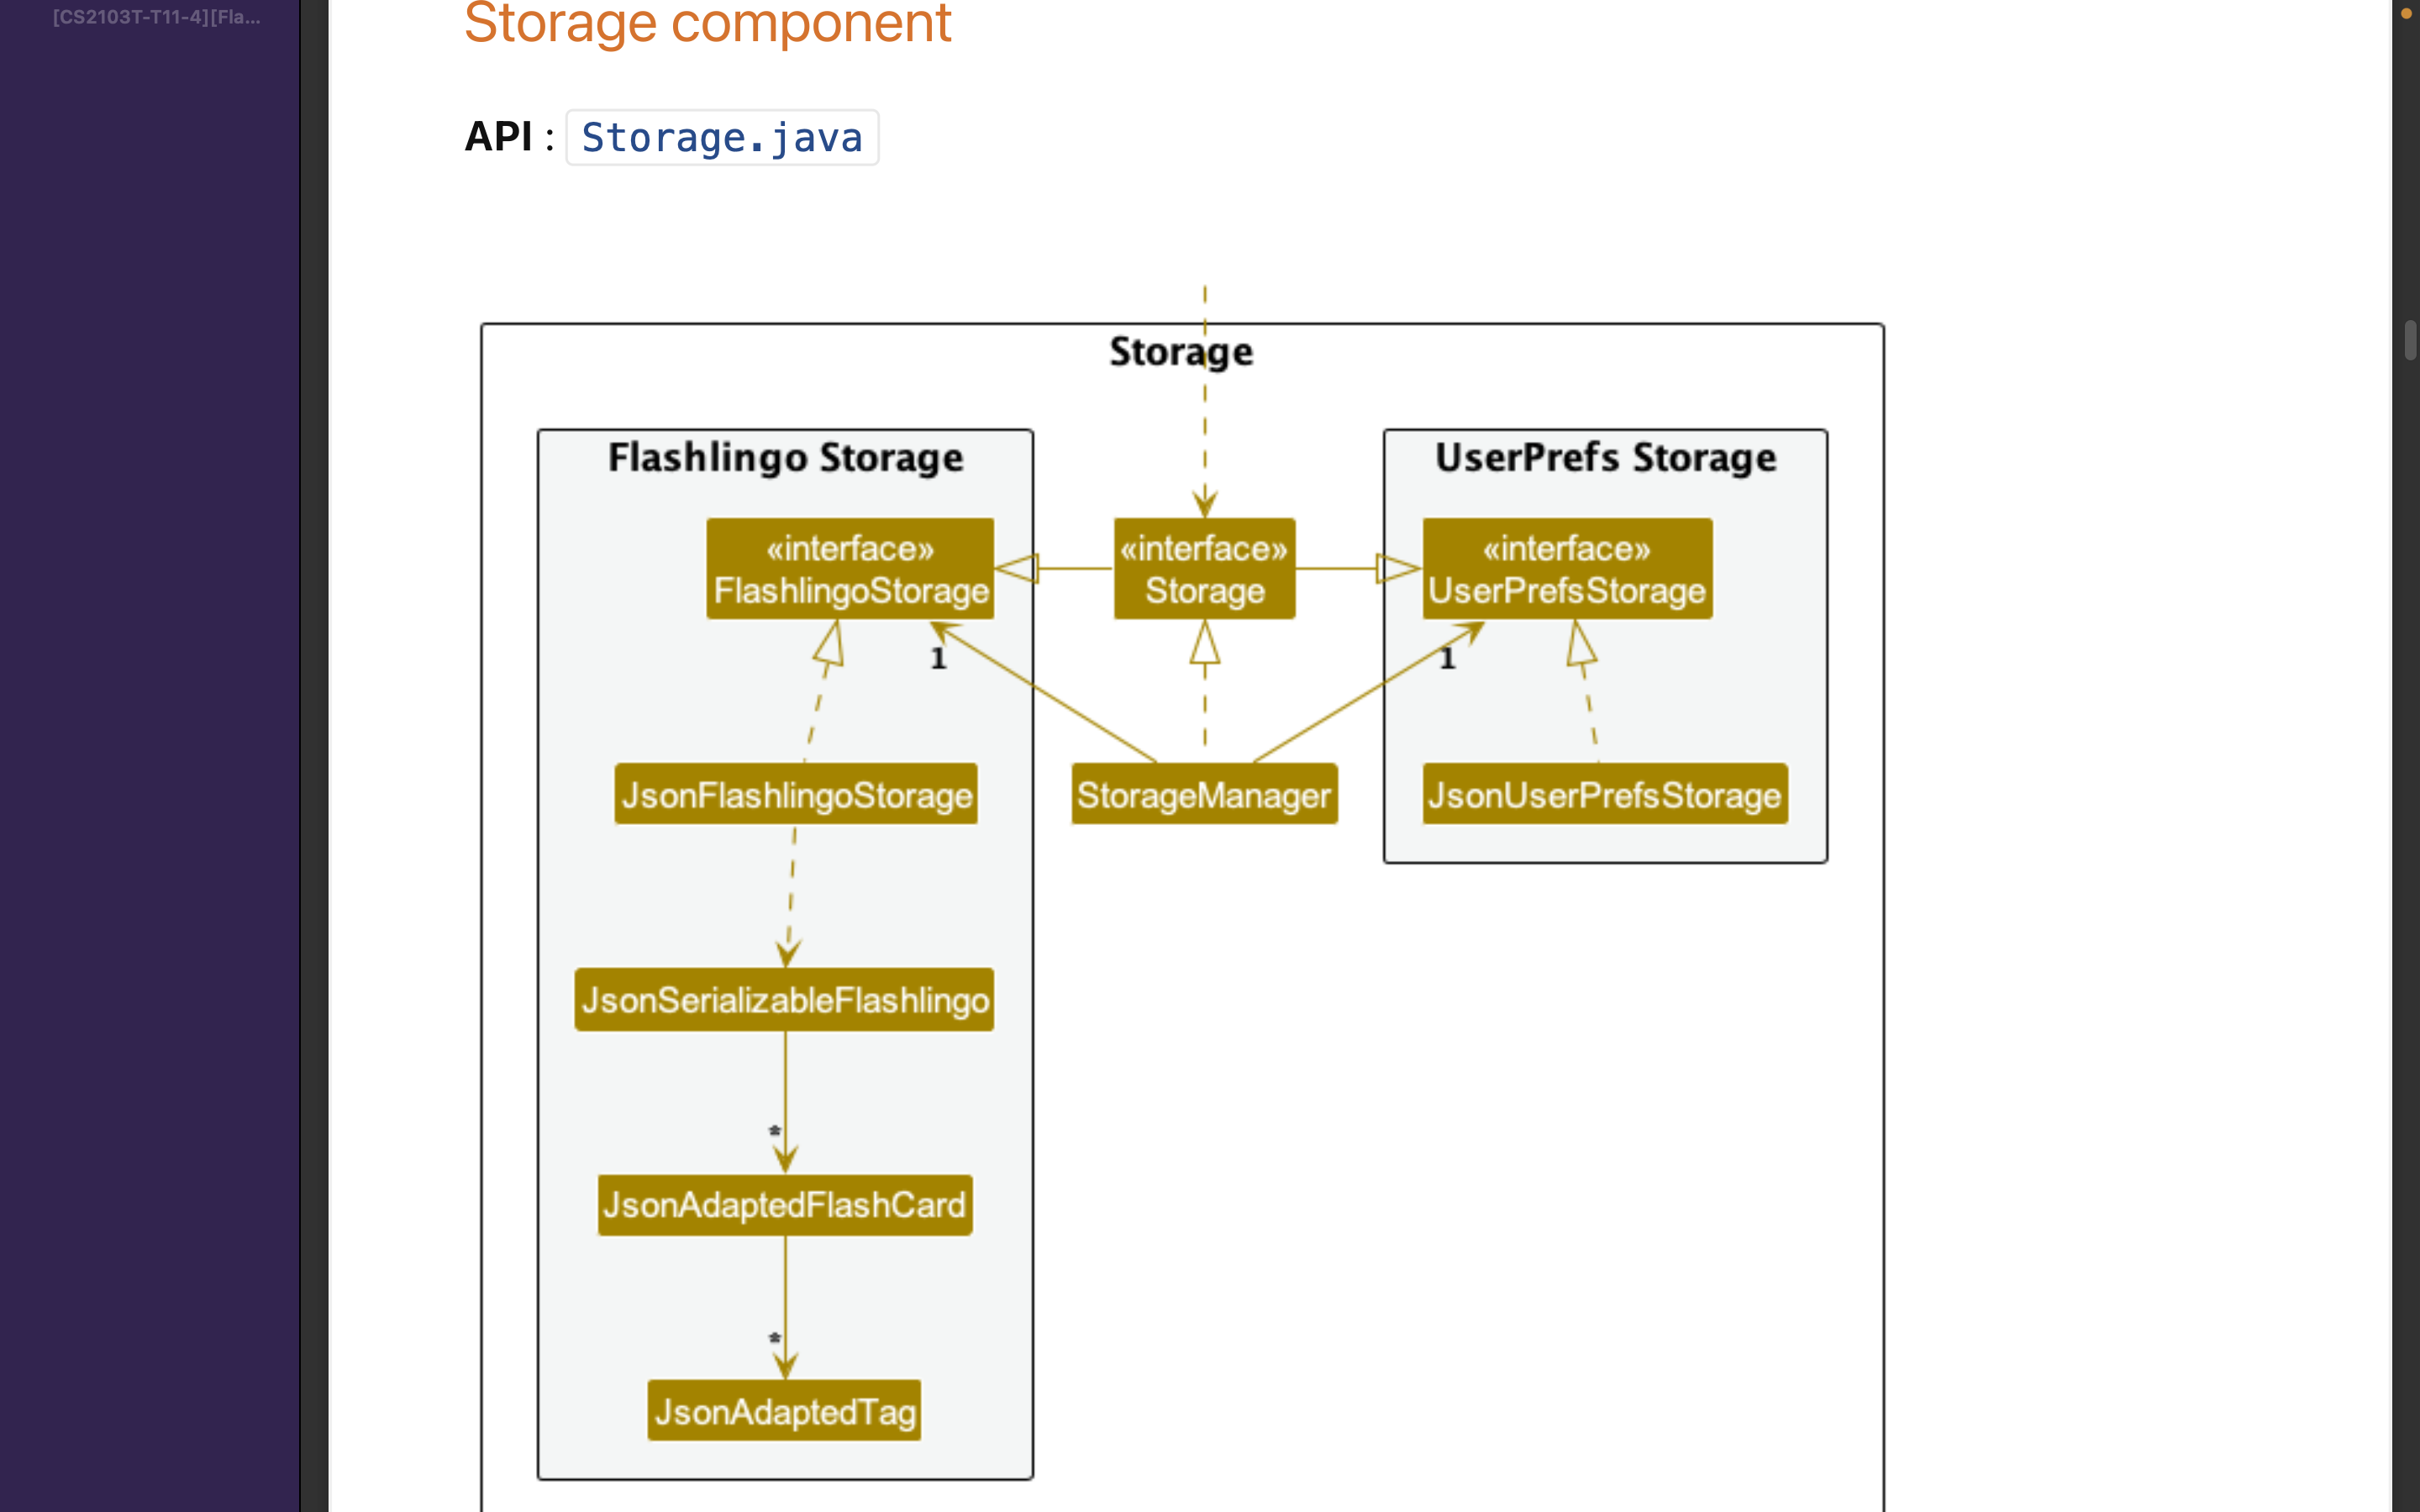 [CS2103T-T11-4][Fla...
Storage component
API : Storage.java
Storage
Flashlingo Storage
UserPrefs Storage
«interface»
FlashlingoStorage
«interface»
Storage
«interface»
UserPrefsStorage
1
1
JsonFlashlingoStorage
StorageManager
JsonUserPrefsStorage
JsonSerializableFlashlingo
*
JsonAdaptedFlashCard
*
JsonAdaptedTag